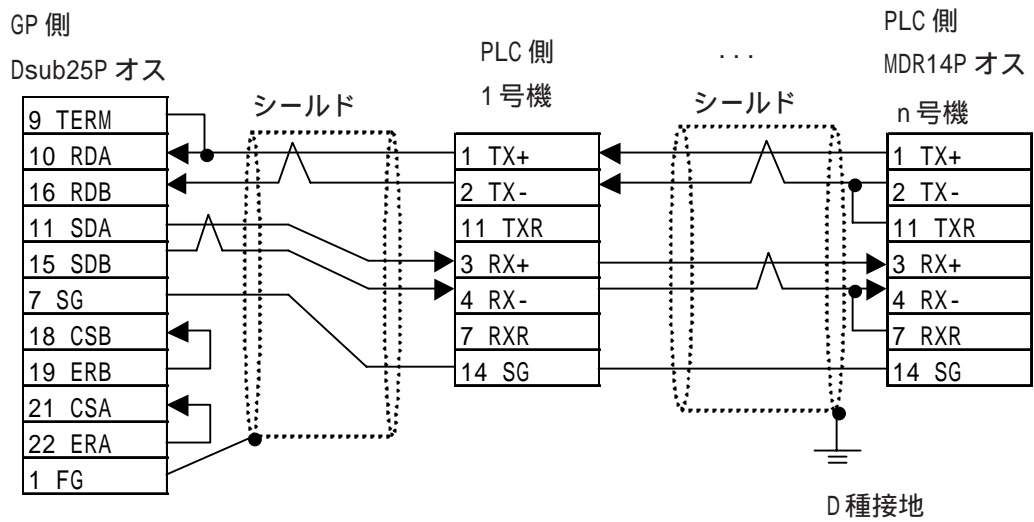 GP 側
Dsub25P オス
9 TERM
10 RDA
16 RDB
11 SDA
15 SDB
7 SG
18 CSB
19 ERB
21 CSA
22 ERA
1 FG
シールド
PLC 側
1 号機
1 TX+
2 TX-
11 TXR
3 RX+
4 RX-
7 RXR
14 SG
...
シールド
PLC 側
MDR14P オス
n 号機
1 TX+
2 TX-
11 TXR
3 RX+
4 RX-
7 RXR
14 SG
D 種接地